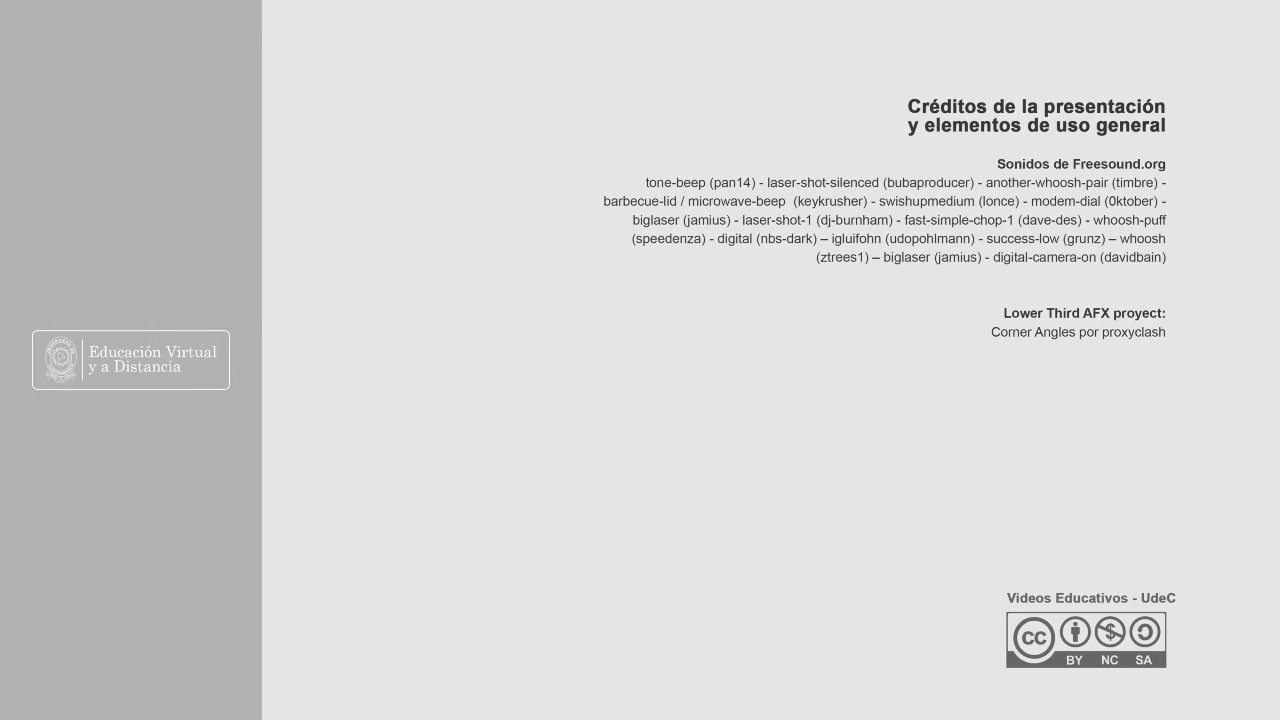 Créditos de la presentación
y elementos de uso general
Sonidos de Freesound.org
tone-beep (pan14) - laser-shot-silenced (bubaproducer) - another-whoosh-pair (timbre) -
barbecue-lid / microwave-beep  (keykrusher) - swishupmedium (lonce) - modem-dial (0ktober) -
biglaser (jamius) - laser-shot-1 (dj-burnham) - fast-simple-chop-1 (dave-des) - whoosh-puff
(speedenza) - digital (nbs-dark) – igluifohn (udopohlmann) - success-low (grunz) – whoosh
(ztrees1) – biglaser (jamius) - digital-camera-on (davidbain)
Lower Third AFX proyect:
Corner Angles por proxyclash
Educación Virtual
y a Distancia
Videos Educativos - UdeC
cc
BY NC SA